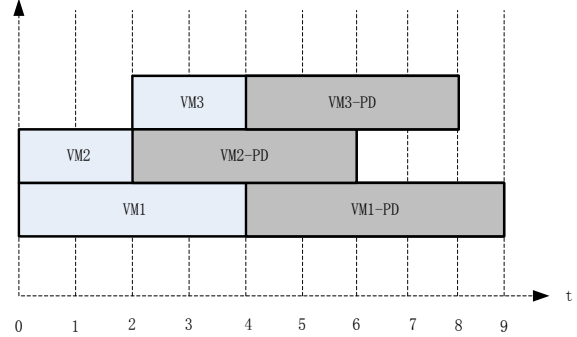 VM3 VM3-PD
VM2 VM2-PD
VM1 VM1-PD
t
0 1 2 3 4 5 6 7 8 9